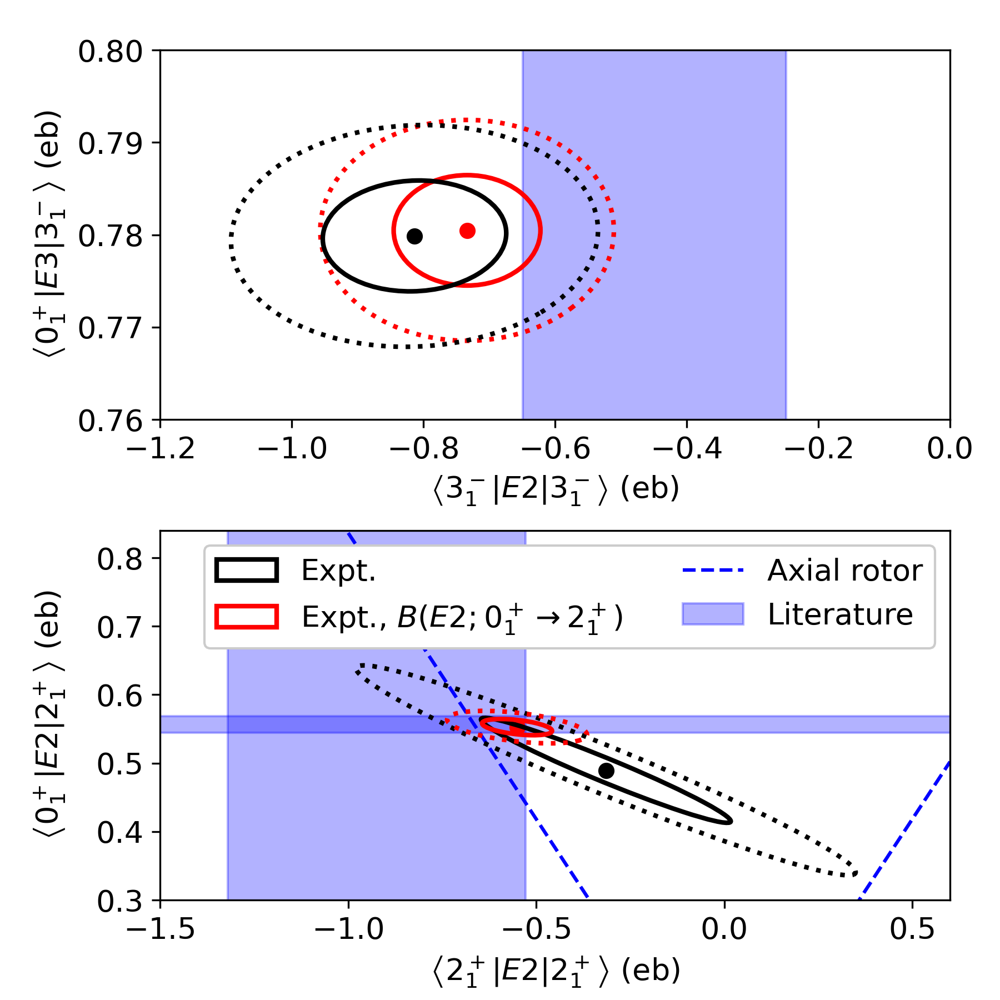 0.80
0.79
0.78
0.77
0.76
⟨0₁⁺|E3|3₁⁻⟩ (eb)
−1.2 −1.0 −0.8 −0.6 −0.4 −0.2 0.0
⟨3₁⁻|E2|3₁⁻⟩ (eb)
0.8
0.7
0.6
0.5
0.4
0.3
⟨0₁⁺|E2|2₁⁺⟩ (eb)
Expt.
Expt., B(E2; 0₁⁺ → 2₁⁺)
Axial rotor
Literature
−1.5 −1.0 −0.5 0.0 0.5
⟨2₁⁺|E2|2₁⁺⟩ (eb)